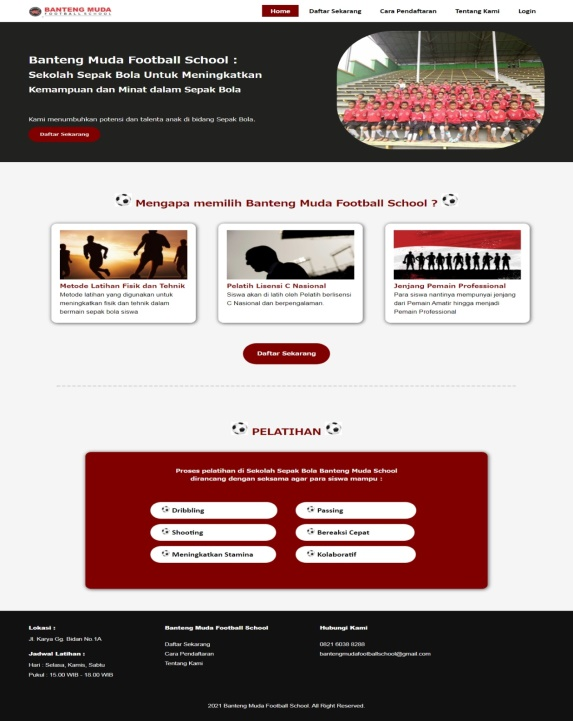 BANTENG MUDA
FOOTBALL SCHOOL
Home
Daftar Sekarang
Cara Pendaftaran
Tentang Kami
Login
Banteng Muda Football School :
Sekolah Sepak Bola Untuk Meningkatkan
Kemampuan dan Minat dalam Sepak Bola
Kami menumbuhkan potensi dan talenta anak di bidang Sepak Bola.
Daftar Sekarang
Mengapa memilih Banteng Muda Football School ?
Metode Latihan Fisik dan Tehnik
Metode latihan yang digunakan untuk
meningkatkan fisik dan tehnik dalam
bermain sepak bola siswa
Pelatih Lisensi C Nasional
Siswa akan di latih oleh Pelatih berlisensi
C Nasional dan berpengalaman
Jenjang Pemain Professional
Para siswa nantinya mempunyai jenjang
dari Pemain Amatir hingga menjadi
Pemain Professional
Daftar Sekarang
PELATIHAN
Proses pelatihan di Sekolah Sepak Bola Banteng Muda School
dirancang dengan seksama agar para siswa mampu :
Dribbling
Passing
Shooting
Bereaksi Cepat
Meningkatkan Stamina
Kolaboratif
Lokasi :
Jl. Karya Gg. Bidan No.1A
Jadwal Latihan :
Hari : Selasa, Kamis, Sabtu
Pukul : 15.00 WIB - 18.00 WIB
Banteng Muda Football School
Daftar Sekarang
Cara Pendaftaran
Tentang Kami
Hubungi Kami
0821 6038 8298
bantengmudafootballschool@gmail.com
2021 Banteng Muda Football School. All Right Reserved.